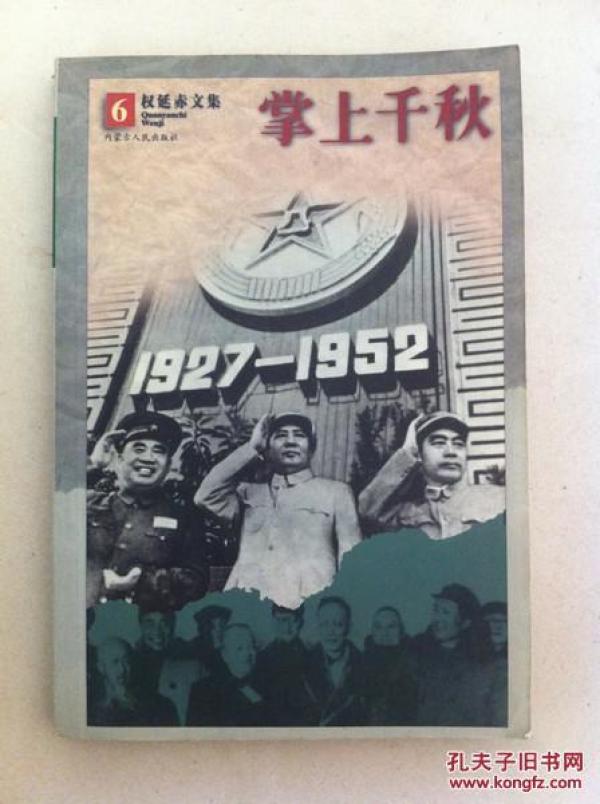 6
权延赤文集
Quanyanchi
Wenji
内蒙古人民出版社
掌上千秋
1927—1952
孔夫子旧书网
www.kongfz.com